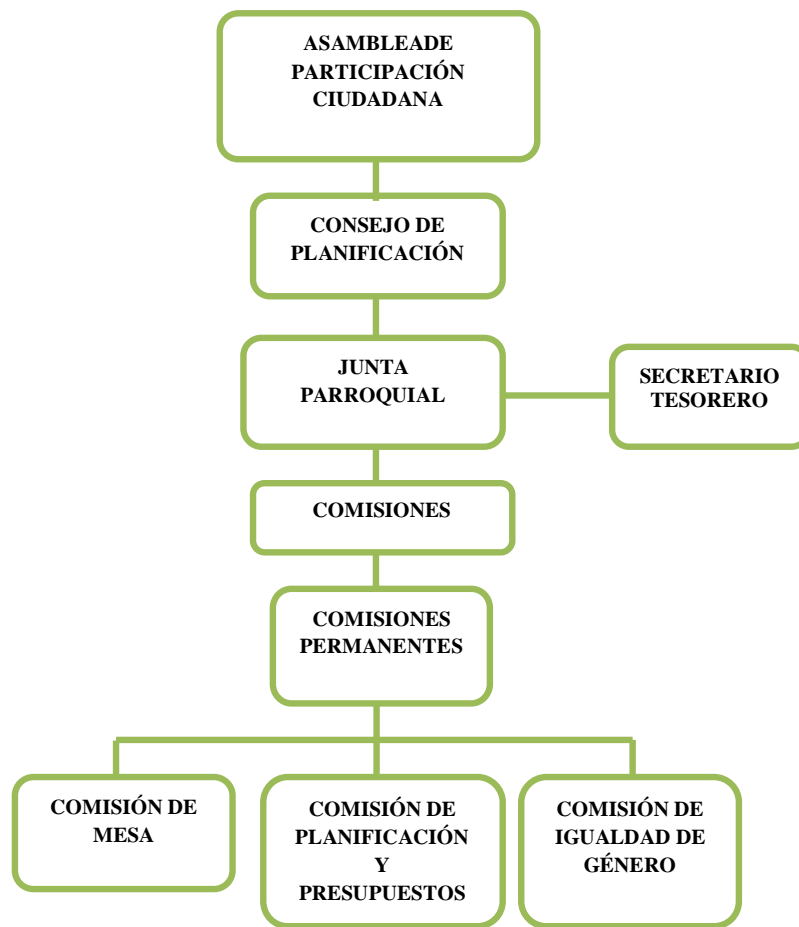 ASAMBLEADE
PARTICIPACIÓN
CIUDADANA
CONSEJO DE
PLANIFICACIÓN
JUNTA
PARROQUIAL
SECRETARIO
TESORERO
COMISIONES
COMISIONES
PERMANENTES
COMISIÓN DE
MESA
COMISIÓN DE
PLANIFICACIÓN
Y
PRESUPUESTOS
COMISIÓN DE
IGUALDAD DE
GÉNERO